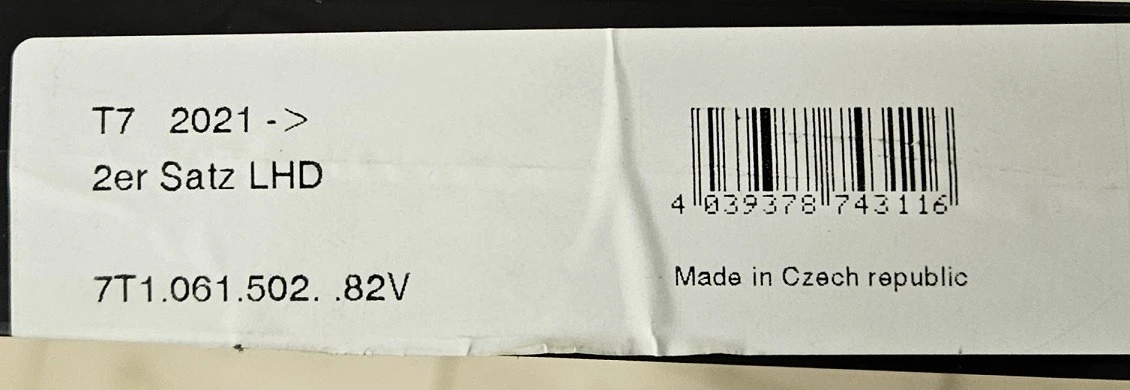 T7 2021 ->
2er Satz LHD
7T1.061.502. .82V
4 039378 743116
Made in Czech republic